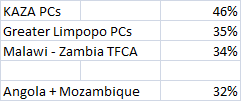 KAZA PCs 46%
Greater Limpopo PCs 35%
Malawi - Zambia TFCA 34%
Angola + Mozambique 32%